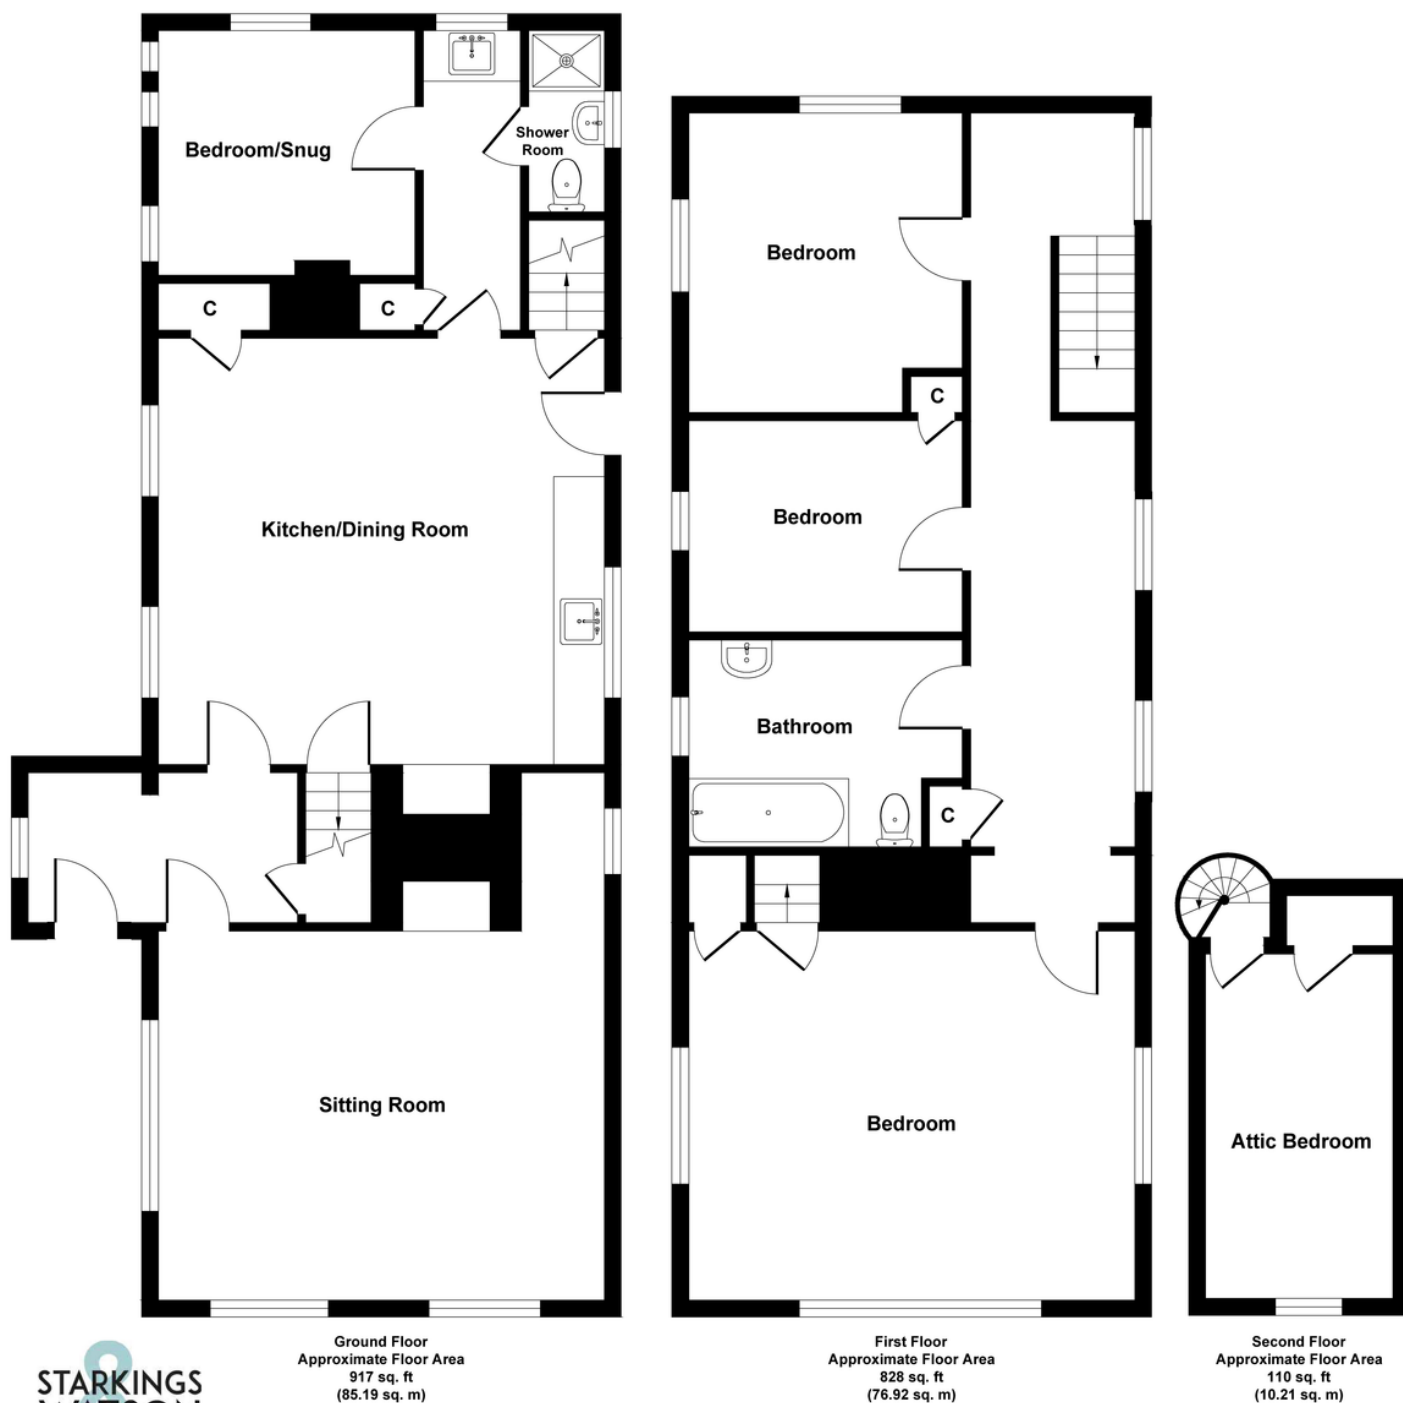 Bedroom/Snug
Shower
Room
C
C
Kitchen/Dining Room
Sitting Room
Bedroom
C
Bedroom
Bathroom
C
Bedroom
Attic Bedroom
Ground Floor
Approximate Floor Area
917 sq. ft
(85.19 sq. m)
First Floor
Approximate Floor Area
828 sq. ft
(76.92 sq. m)
Second Floor
Approximate Floor Area
110 sq. ft
(10.21 sq. m)
STARKINGS
WATSON